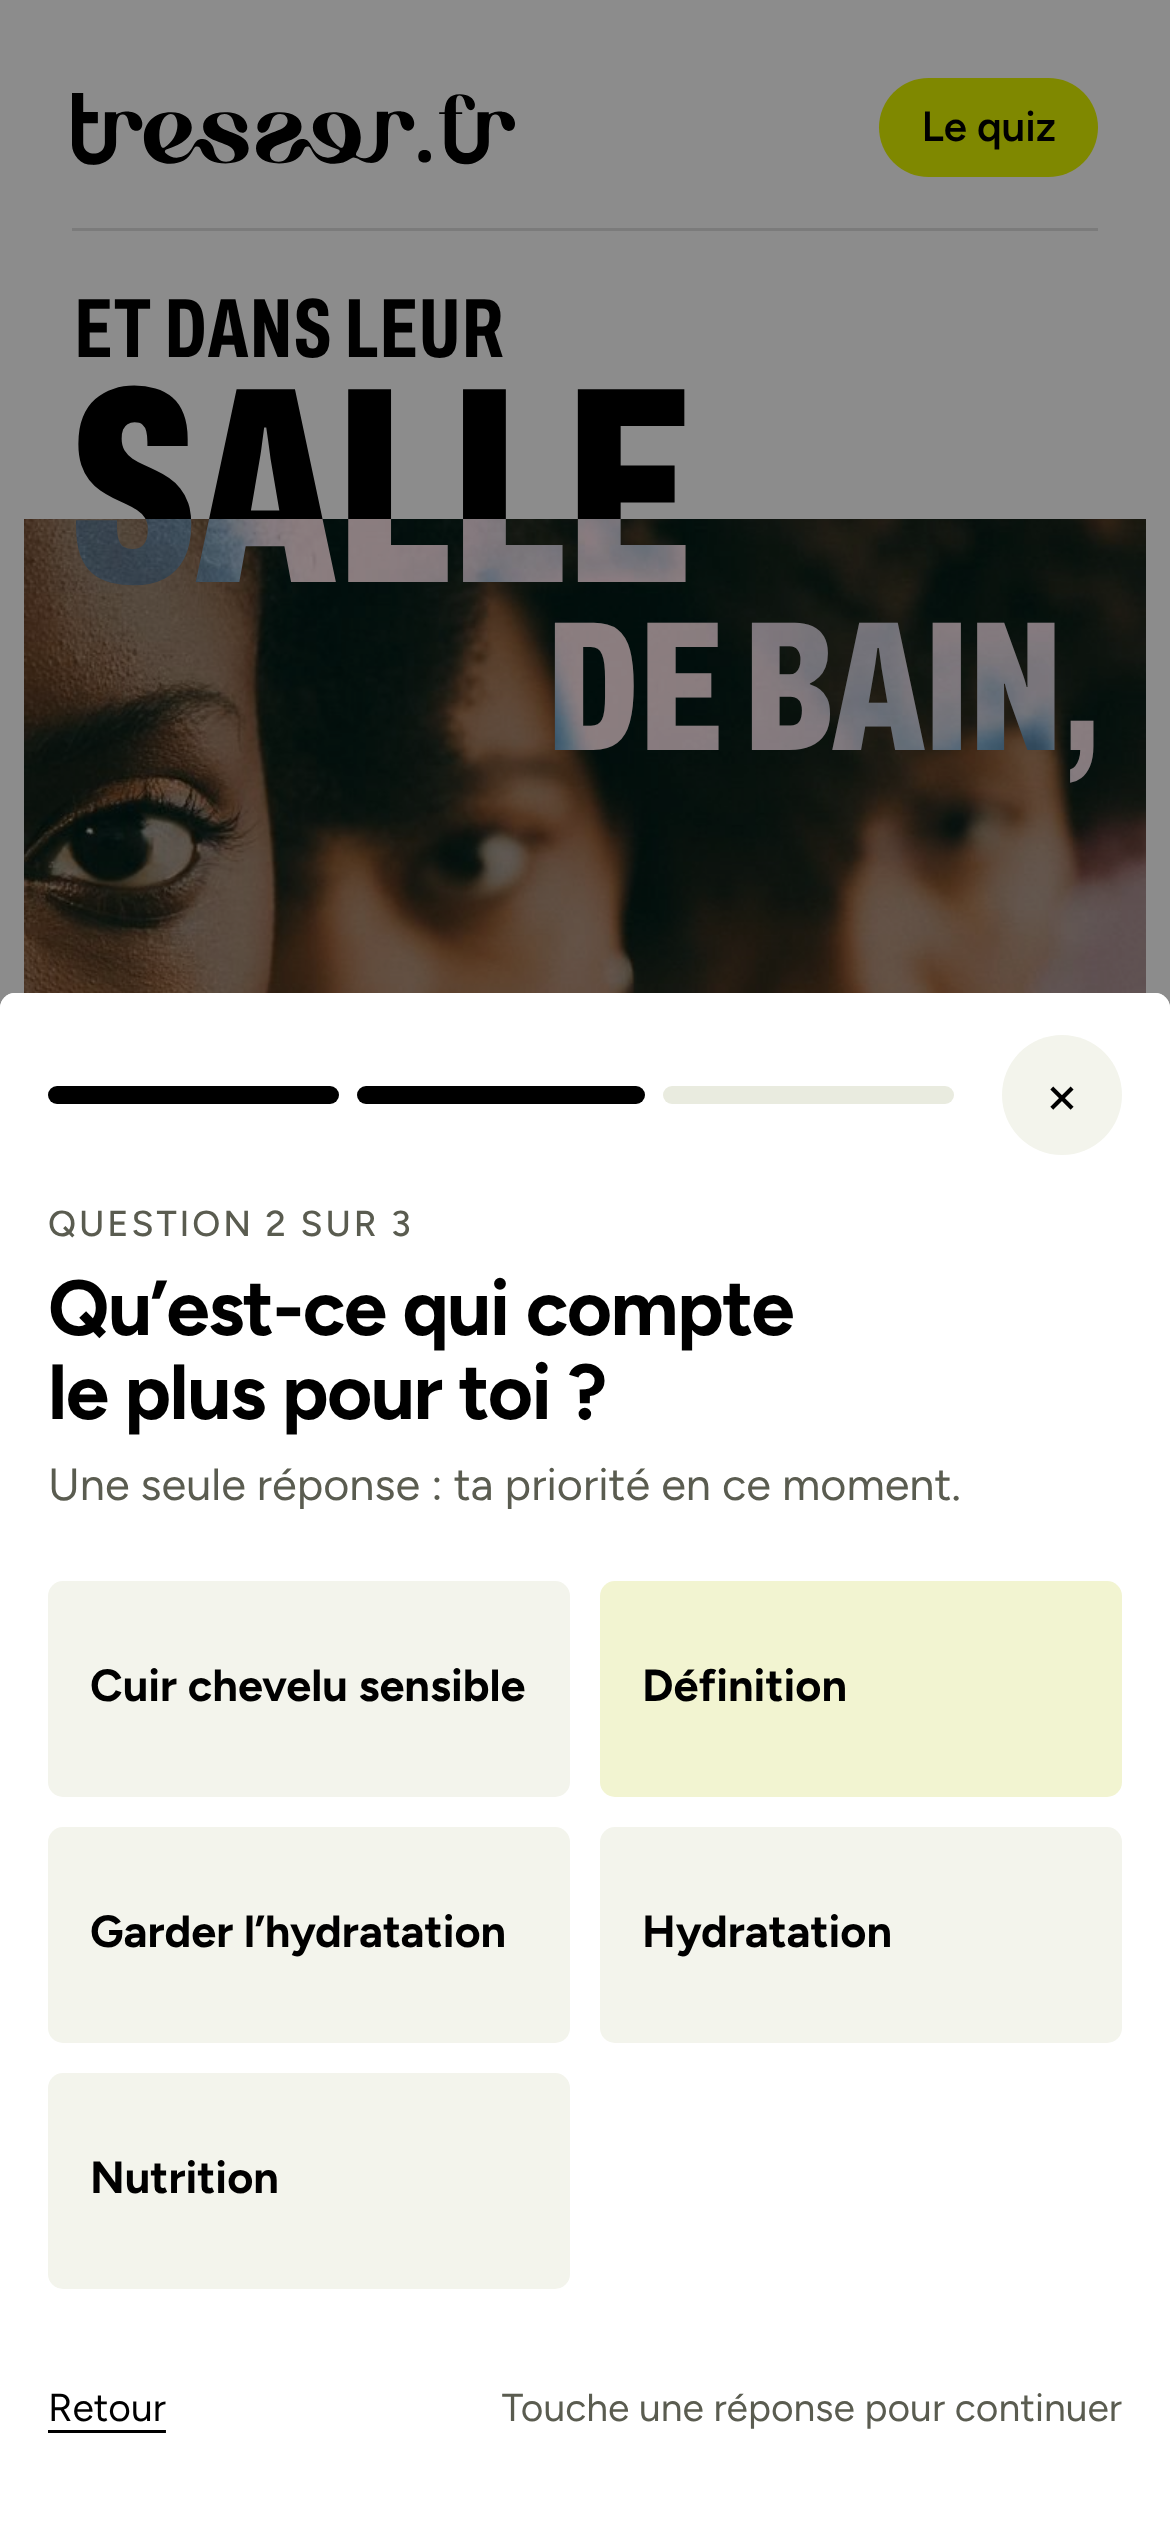 tressor.fr
Le quiz
ET DANS LEUR
SALLE
DE BAIN,
×
QUESTION 2 SUR 3
Qu’est-ce qui compte
le plus pour toi ?
Une seule réponse : ta priorité en ce moment.
Cuir chevelu sensible
Définition
Garder l’hydratation
Hydratation
Nutrition
Retour
Touche une réponse pour continuer